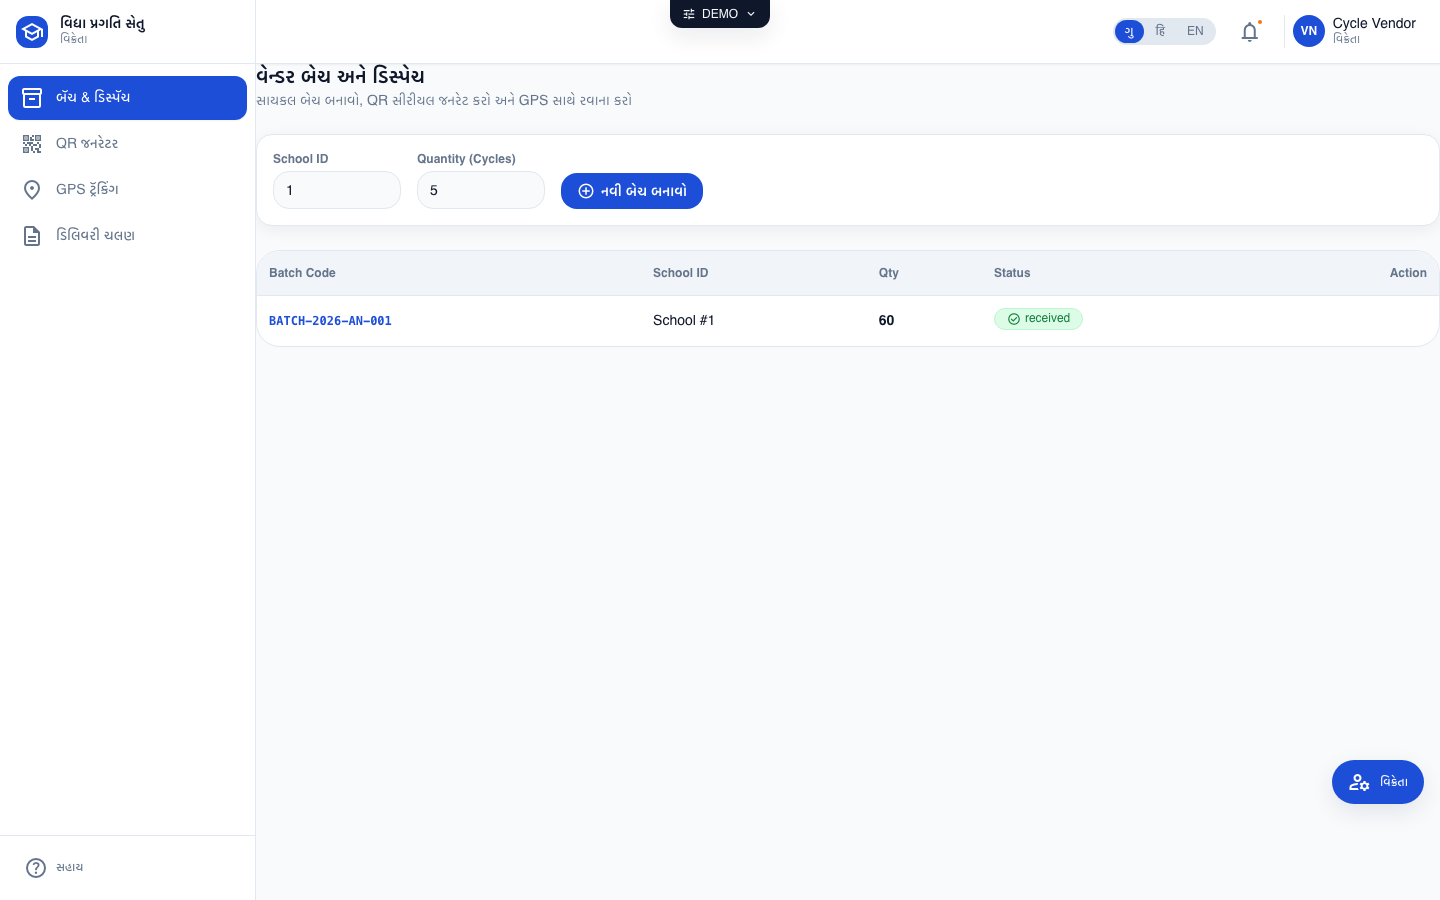 વિદ્યા પ્રગતિ સેતુ
વિક્રેતા
DEMO
ગુ
हिं
EN
VN
Cycle Vendor
વિક્રેતા
બૅચ & ડિસ્પૅચ
QR જનરેટર
GPS ટ્રૅકિંગ
ડિલિવરી ચલણ
વેન્ડર બેચ અને ડિસ્પેચ
સાયકલ બેચ બનાવો, QR સીરીયલ જનરેટ કરો અને GPS સાથે રવાના કરો
School ID
Quantity (Cycles)
1
5
નવી બેચ બનાવો
Batch Code
School ID
Qty
Status
Action
BATCH-2026-AN-001
School #1
60
received
વિક્રેતા
સહાય